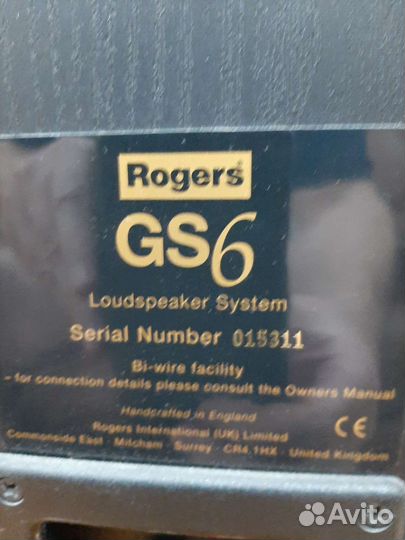 Rogers
GS6
Loudspeaker System
Serial Number 015311
Bi-wire facility
- for connection details please consult the Owners Manual
Handcrafted in England
Rogers International (UK) Limited
CE
Commonside East · Mitcham · Surrey · CR4 1HX · United Kingdom
Avito